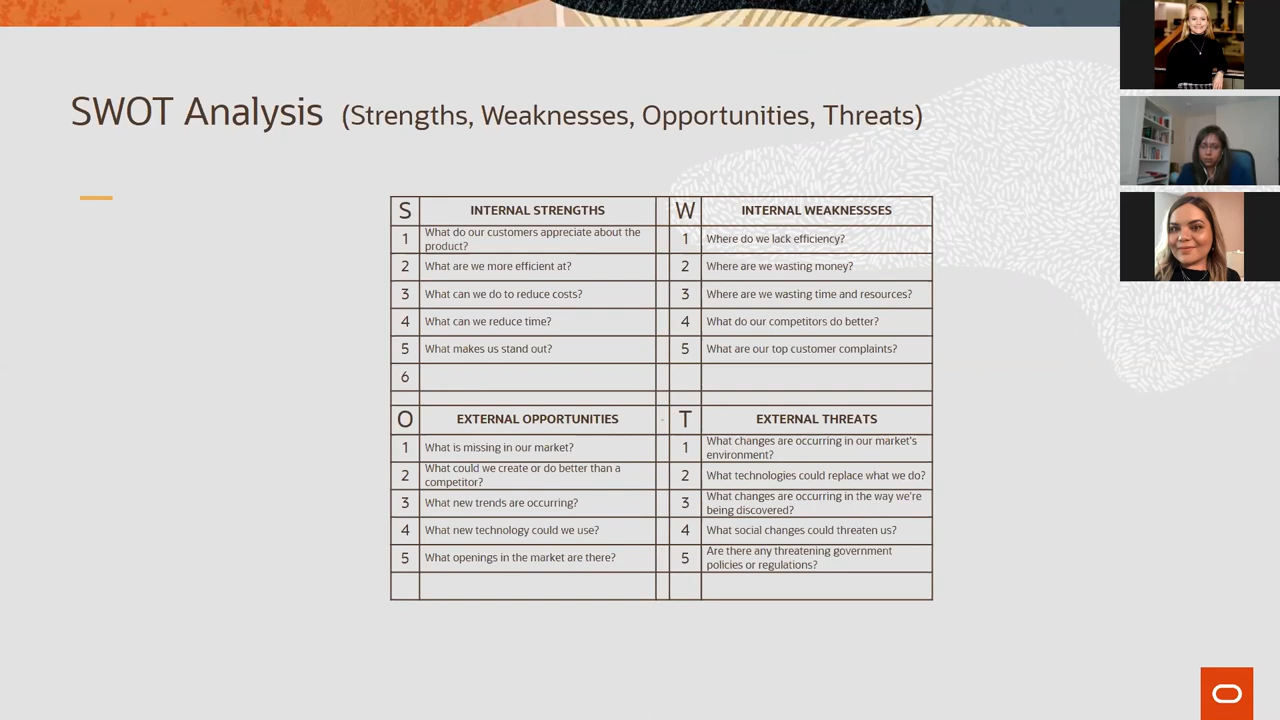 SWOT Analysis (Strengths, Weaknesses, Opportunities, Threats)
S INTERNAL STRENGTHS W INTERNAL WEAKNESSSES
1 What do our customers appreciate about the
product?
1 Where do we lack efficiency?
2 What are we more efficient at? 2 Where are we wasting money?
3 What can we do to reduce costs? 3 Where are we wasting time and resources?
4 What can we reduce time? 4 What do our competitors do better?
5 What makes us stand out? 5 What are our top customer complaints?
6
O EXTERNAL OPPORTUNITIES - T EXTERNAL THREATS
1 What is missing in our market? 1 What changes are occurring in our market's
environment?
2 What could we create or do better than a
competitor?
2 What technologies could replace what we do?
3 What new trends are occurring? 3 What changes are occurring in the way we're
being discovered?
4 What new technology could we use? 4 What social changes could threaten us?
5 What openings in the market are there? 5 Are there any threatening government
policies or regulations?